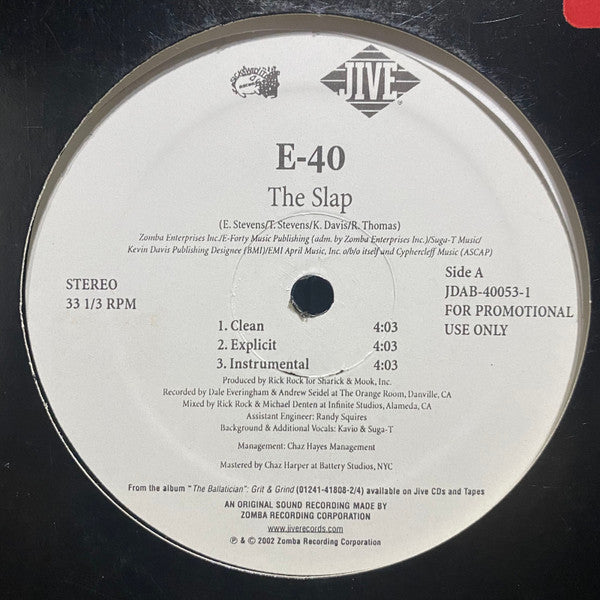 JIVE
E-40
The Slap
(E. Stevens/T. Stevens/K. Davis/R. Thomas)
Zomba Enterprises Inc./E-Forty Music Publishing (adm. by Zomba Enterprises Inc.)/Suga-T Music/
Kevin Davis Publishing Designee (BMI)/EMI April Music, Inc. o/b/o itself and Cyphercleff Music (ASCAP)
STEREO
33 1/3 RPM
Side A
JDAB-40053-1
FOR PROMOTIONAL
USE ONLY
1. Clean 4:03
2. Explicit 4:03
3. Instrumental 4:03
Produced by Rick Rock for Sharick & Mook, Inc.
Recorded by Dale Everingham & Andrew Seidel at The Orange Room, Danville, CA
Mixed by Rick Rock & Michael Denten at Infinite Studios, Alameda, CA
Assistant Engineer: Randy Squires
Background & Additional Vocals: Kavio & Suga-T
Management: Chaz Hayes Management
Mastered by Chaz Harper at Battery Studios, NYC
From the album "The Ballatician": Grit & Grind (01241-41808-2/4) available on Jive CDs and Tapes
AN ORIGINAL SOUND RECORDING MADE BY
ZOMBA RECORDING CORPORATION
www.jiverecords.com
℗ & © 2002 Zomba Recording Corporation